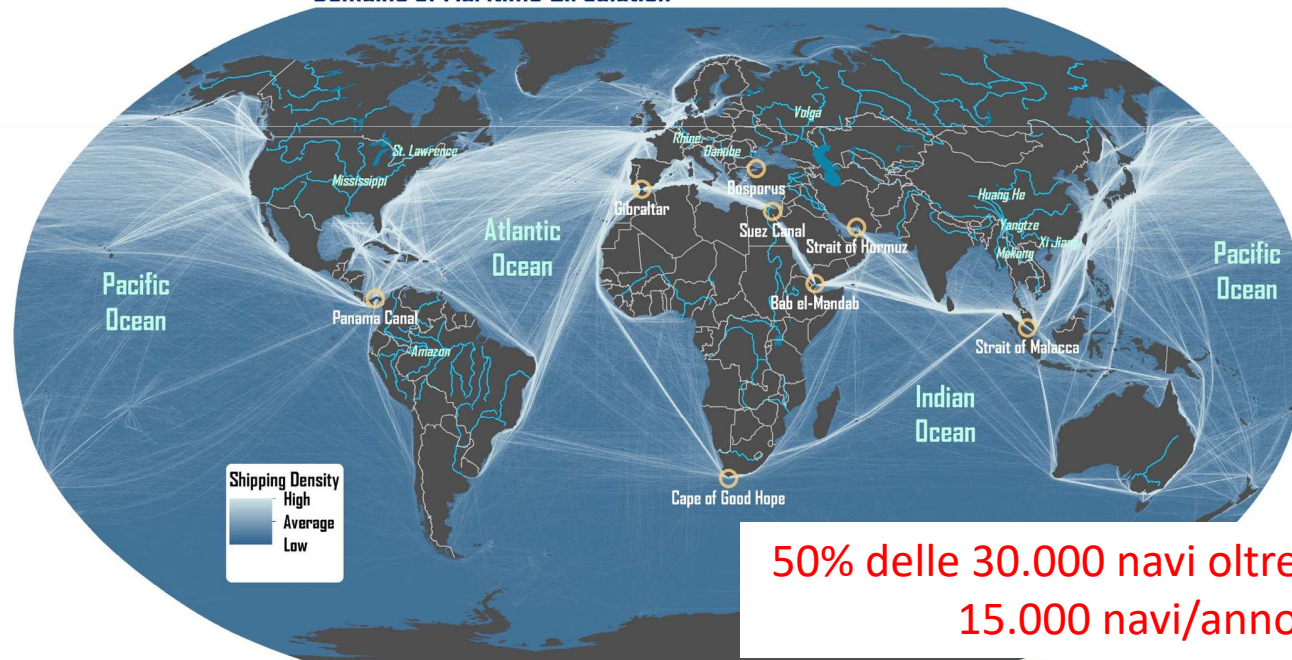 Volga
Rhine
Danube
St. Lawrence
Mississippi
Bosporus
Huang He
Gibraltar
Suez Canal
Yangtze
Atlantic
Ocean
Strait of Hormuz
Xi Jiang
Mekong
Pacific
Ocean
Pacific
Ocean
Bab el-Mandab
Panama Canal
Strait of Malacca
Amazon
Indian
Ocean
Shipping Density
High
Average
Low
Cape of Good Hope
50% delle 30.000 navi oltre
15.000 navi/anno